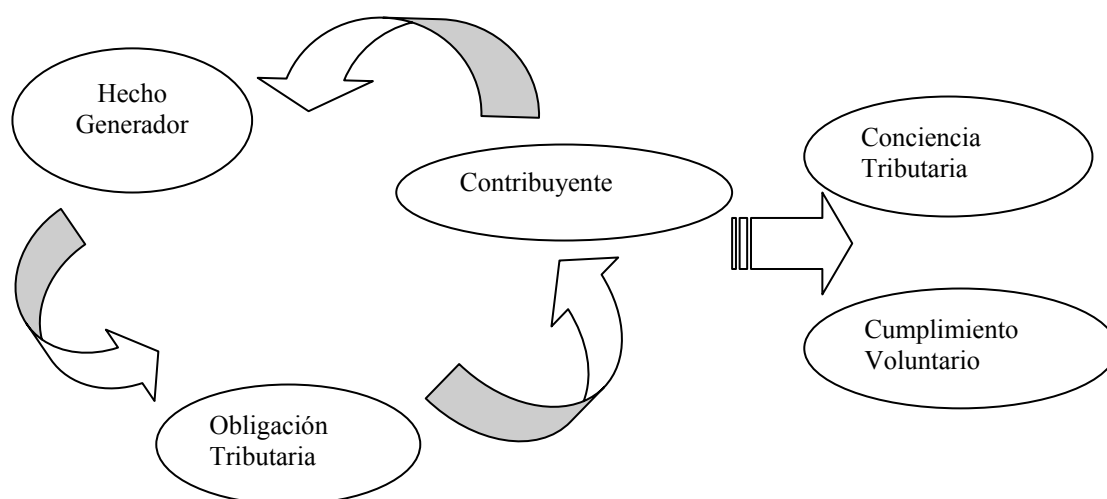 Hecho
Generador
Contribuyente
Conciencia
Tributaria
Cumplimiento
Voluntario
Obligación
Tributaria